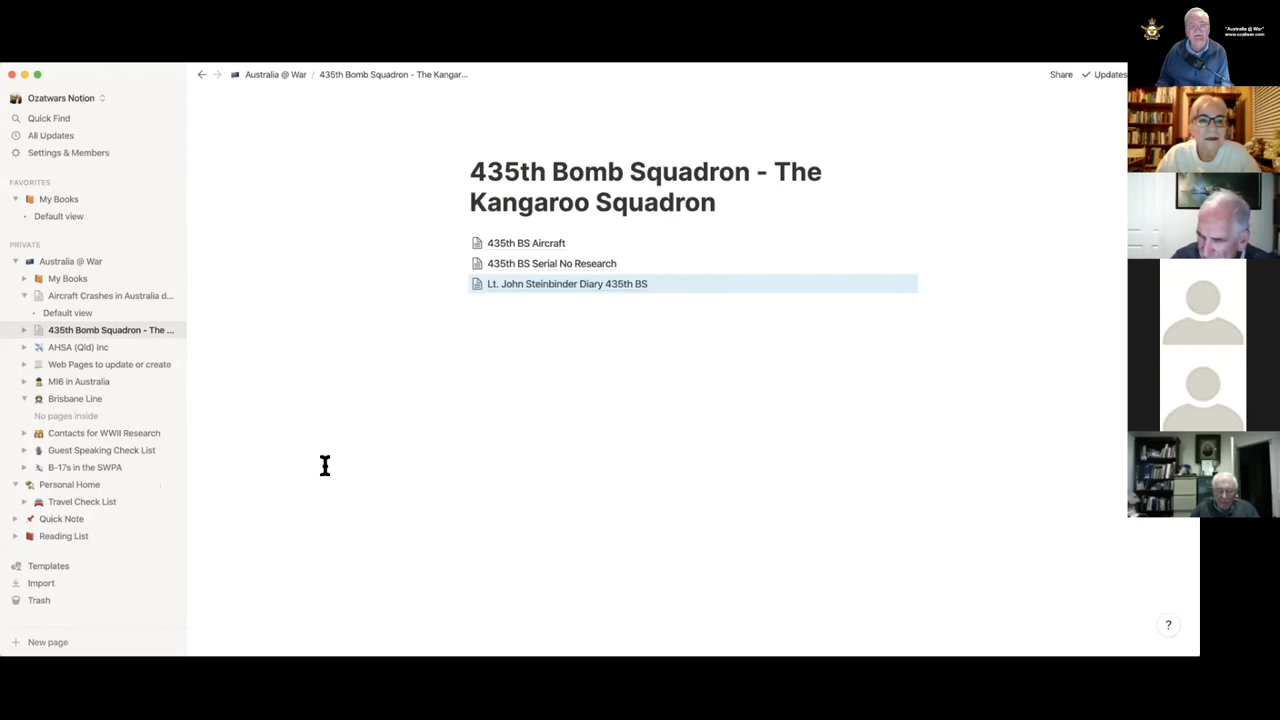 "Australia @ War"
www.ozatwar.com
Australia @ War / 435th Bomb Squadron - The Kangar...
Share
Updates
Ozatwars Notion
Quick Find
All Updates
Settings & Members
FAVORITES
My Books
Default view
PRIVATE
Australia @ War
My Books
Aircraft Crashes in Australia d...
Default view
435th Bomb Squadron - The ...
AHSA (Qld) Inc
Web Pages to update or create
MI6 in Australia
Brisbane Line
No pages inside
Contacts for WWII Research
Guest Speaking Check List
B-17s in the SWPA
Personal Home
Travel Check List
Quick Note
Reading List
Templates
Import
Trash
New page
435th Bomb Squadron - The
Kangaroo Squadron
435th BS Aircraft
435th BS Serial No Research
Lt. John Steinbinder Diary 435th BS
?